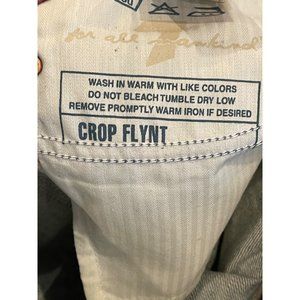 7
for all mankind
WASH IN WARM WITH LIKE COLORS
DO NOT BLEACH TUMBLE DRY LOW
REMOVE PROMPTLY WARM IRON IF DESIRED
CROP FLYNT